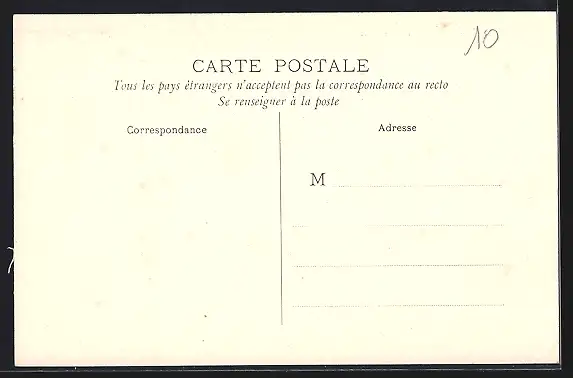 10
CARTE POSTALE
Tous les pays étrangers n'acceptent pas la correspondance au recto
Se renseigner à la poste
Correspondance
Adresse
M